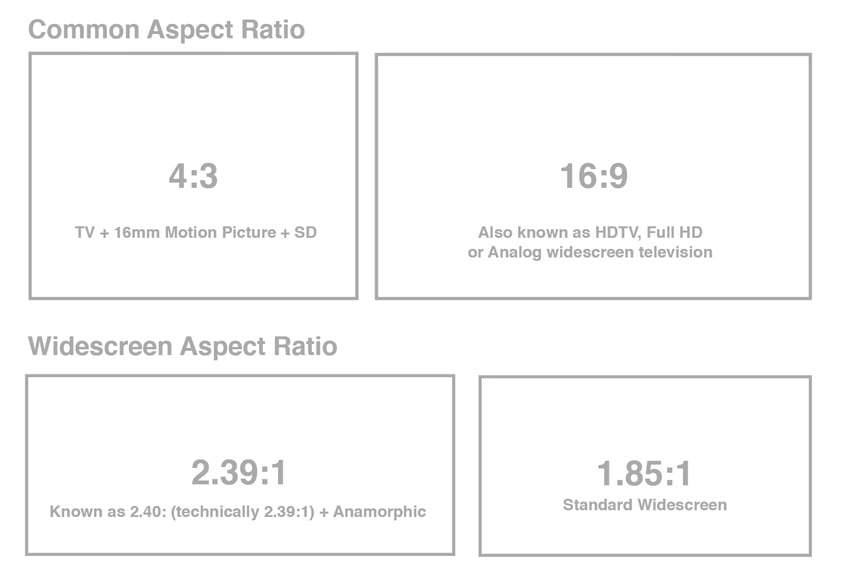 Common Aspect Ratio
4:3
TV + 16mm Motion Picture + SD
16:9
Also known as HDTV, Full HD
or Analog widescreen television
Widescreen Aspect Ratio
2.39:1
Known as 2.40: (technically 2.39:1) + Anamorphic
1.85:1
Standard Widescreen